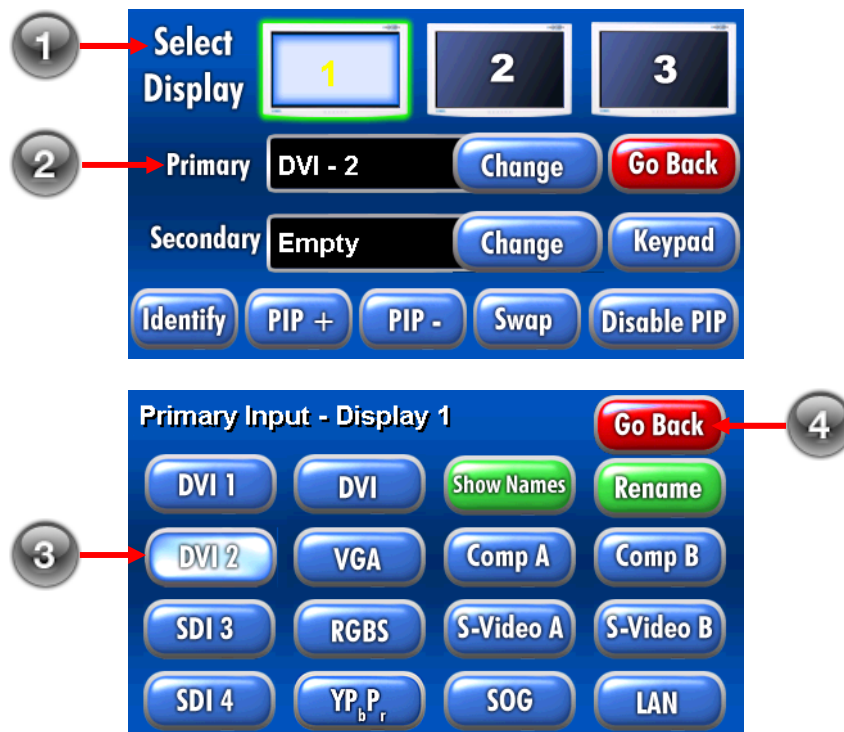 1
Select
Display
1 2 3
2
Primary DVI - 2 Change Go Back
Secondary Empty Change Keypad
Identify PIP + PIP - Swap Disable PIP
Primary Input - Display 1 Go Back
4
DVI 1 DVI Show Names Rename
3
DVI 2 VGA Comp A Comp B
SDI 3 RGBS S-Video A S-Video B
SDI 4 YPbPr SOG LAN